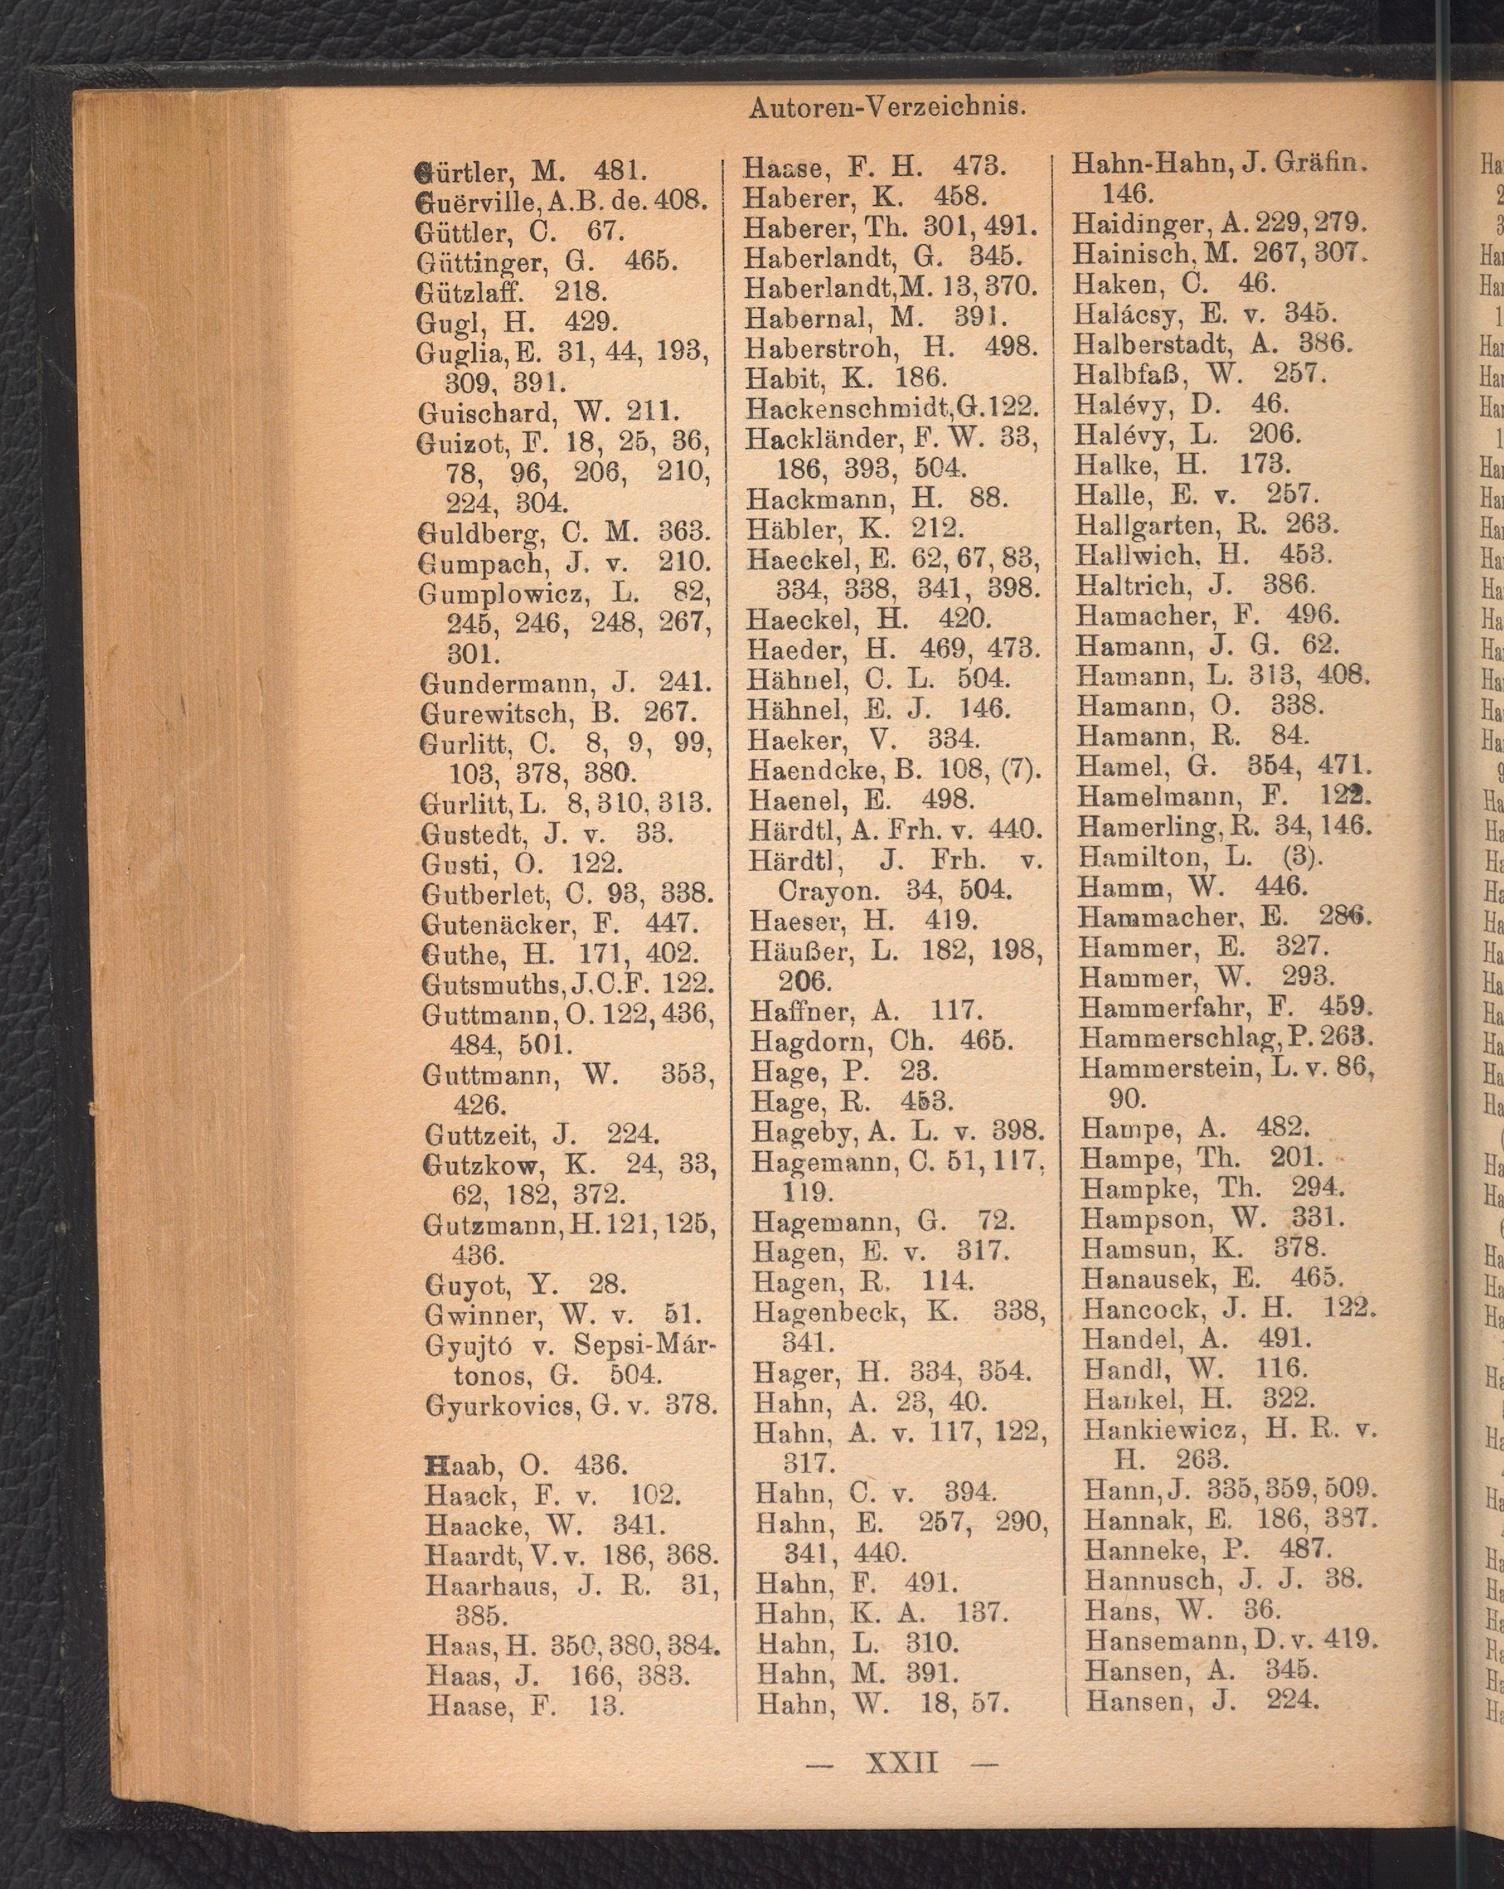 Autoren-Verzeichnis.
Gürtler, M. 481.
Guërville, A.B. de. 408.
Güttler, C. 67.
Güttinger, G. 465.
Gützlaff. 218.
Gugl, H. 429.
Guglia, E. 31, 44, 193,
309, 391.
Guischard, W. 211.
Guizot, F. 18, 25, 36,
78, 96, 206, 210,
224, 304.
Guldberg, C. M. 363.
Gumpach, J. v. 210.
Gumplowicz, L. 82,
245, 246, 248, 267,
301.
Gundermann, J. 241.
Gurewitsch, B. 267.
Gurlitt, C. 8, 9, 99,
103, 378, 380.
Gurlitt, L. 8, 310, 313.
Gustedt, J. v. 33.
Gusti, O. 122.
Gutberlet, C. 93, 338.
Gutenäcker, F. 447.
Guthe, H. 171, 402.
Gutsmuths, J.C.F. 122.
Guttmann, O. 122, 436,
484, 501.
Guttmann, W. 353,
426.
Guttzeit, J. 224.
Gutzkow, K. 24, 33,
62, 182, 372.
Gutzmann, H. 121, 125,
436.
Guyot, Y. 28.
Gwinner, W. v. 51.
Gyujtó v. Sepsi-Már-
tonos, G. 504.
Gyurkovics, G. v. 378.
Haab, O. 436.
Haack, F. v. 102.
Haacke, W. 341.
Haardt, V. v. 186, 368.
Haarhaus, J. R. 31,
385.
Haas, H. 350, 380, 384.
Haas, J. 166, 383.
Haase, F. 13.
Haase, F. H. 473.
Haberer, K. 458.
Haberer, Th. 301, 491.
Haberlandt, G. 345.
Haberlandt, M. 13, 370.
Habernal, M. 391.
Haberstroh, H. 498.
Habit, K. 186.
Hackenschmidt, G. 122.
Hackländer, F. W. 33,
186, 393, 504.
Hackmann, H. 88.
Häbler, K. 212.
Haeckel, E. 62, 67, 83,
334, 338, 341, 398.
Haeckel, H. 420.
Haeder, H. 469, 473.
Hähnel, C. L. 504.
Hähnel, E. J. 146.
Haeker, V. 334.
Haendcke, B. 108, (7).
Haenel, E. 498.
Härdtl, A. Frh. v. 440.
Härdtl, J. Frh. v.
Crayon. 34, 504.
Haeser, H. 419.
Häußer, L. 182, 198,
206.
Haffner, A. 117.
Hagdorn, Ch. 465.
Hage, P. 23.
Hage, R. 453.
Hageby, A. L. v. 398.
Hagemann, C. 51, 117,
119.
Hagemann, G. 72.
Hagen, E. v. 317.
Hagen, R. 114.
Hagenbeck, K. 338,
341.
Hager, H. 334, 354.
Hahn, A. 23, 40.
Hahn, A. v. 117, 122,
317.
Hahn, C. v. 394.
Hahn, E. 257, 290,
341, 440.
Hahn, F. 491.
Hahn, K. A. 137.
Hahn, L. 310.
Hahn, M. 391.
Hahn, W. 18, 57.
Hahn-Hahn, J. Gräfin.
146.
Haidinger, A. 229, 279.
Hainisch, M. 267, 307.
Haken, C. 46.
Halácsy, E. v. 345.
Halberstadt, A. 386.
Halbfaß, W. 257.
Halévy, D. 46.
Halévy, L. 206.
Halke, H. 173.
Halle, E. v. 257.
Hallgarten, R. 263.
Hallwich, H. 453.
Haltrich, J. 386.
Hamacher, F. 496.
Hamann, J. G. 62.
Hamann, L. 313, 408.
Hamann, O. 338.
Hamann, R. 84.
Hamel, G. 354, 471.
Hamelmann, F. 122.
Hamerling, R. 34, 146.
Hamilton, L. (3).
Hamm, W. 446.
Hammacher, E. 286.
Hammer, E. 327.
Hammer, W. 293.
Hammerfahr, F. 459.
Hammerschlag, P. 263.
Hammerstein, L. v. 86,
90.
Hampe, A. 482.
Hampe, Th. 201.
Hampke, Th. 294.
Hampson, W. 331.
Hamsun, K. 378.
Hanausek, E. 465.
Hancock, J. H. 122.
Handel, A. 491.
Handl, W. 116.
Hankel, H. 322.
Hankiewicz, H. R. v.
H. 263.
Hann, J. 335, 359, 509.
Hannak, E. 186, 387.
Hanneke, P. 487.
Hannusch, J. J. 38.
Hans, W. 36.
Hansemann, D. v. 419.
Hansen, A. 345.
Hansen, J. 224.
— XXII —